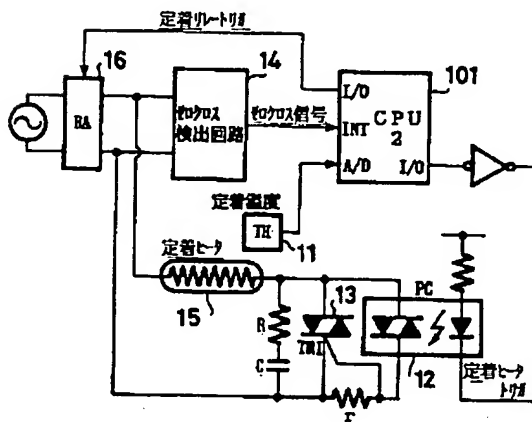 定着リレートリガ
16
14
101
RA
ゼロクロス
検出回路
ゼロクロス信号
I/O
CPU
2
INT
A/D
I/O
定着温度
TH
11
定着ヒータ
15
R
C
13
TRI
r
PC
12
定着ヒータ
トリガ